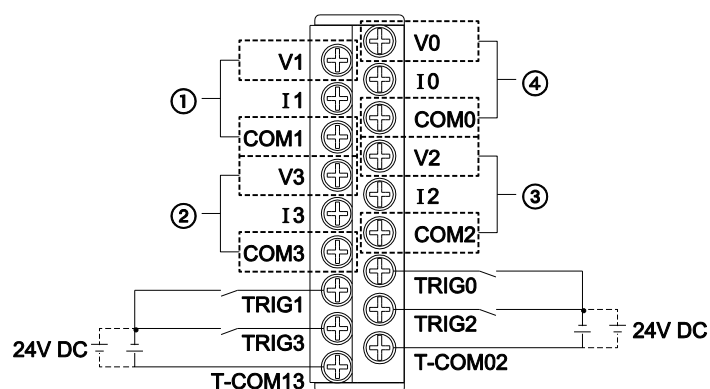 V0
V1
I0
④
①
I1
COM0
COM1
V2
V3
I2
③
②
I3
COM2
COM3
TRIG0
TRIG1
TRIG2
TRIG3
24V DC
24V DC
T-COM02
T-COM13